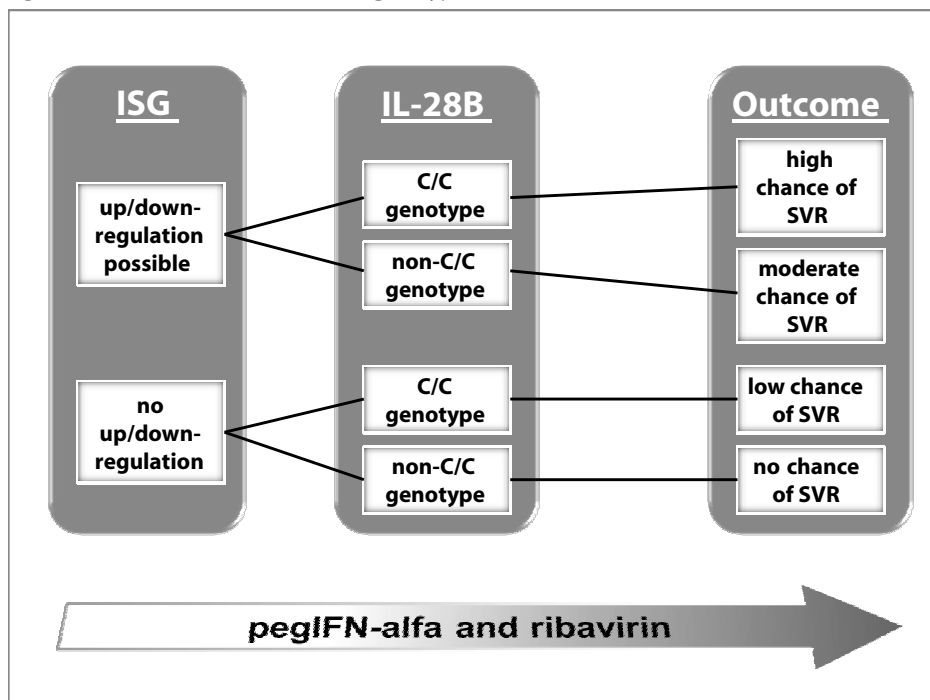 ISG
up/down-
regulation
possible
no
up/down-
regulation
IL-28B
C/C
genotype
non-C/C
genotype
C/C
genotype
non-C/C
genotype
Outcome
high
chance of
SVR
moderate
chance of
SVR
low chance
of SVR
no chance
of SVR
pegIFN-alfa and ribavirin